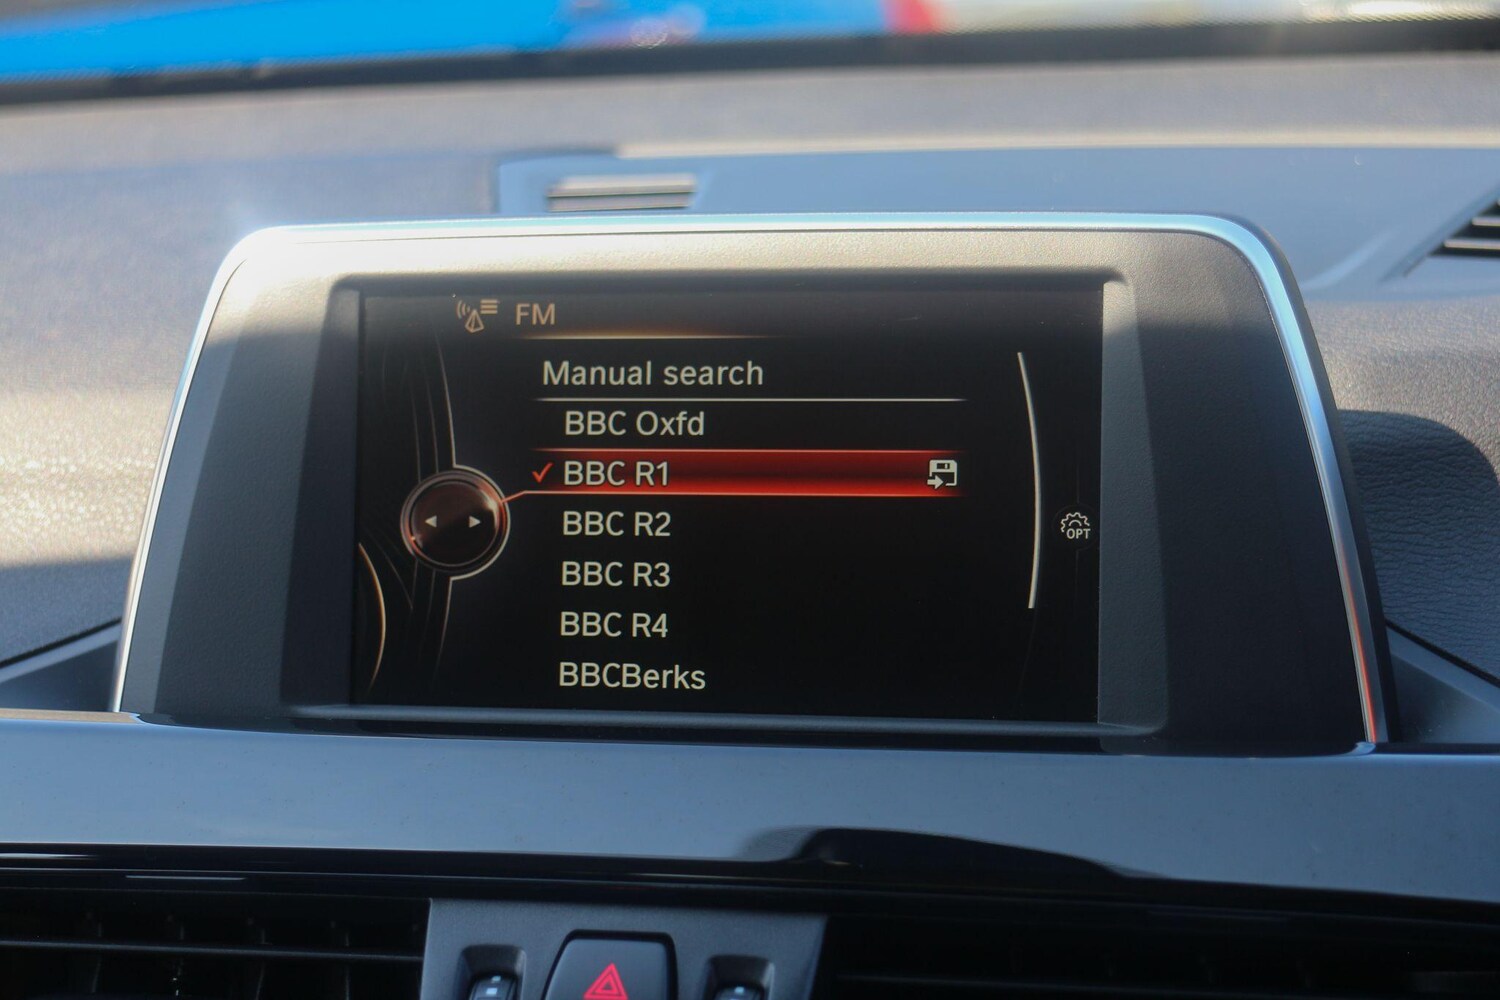 FM
Manual search
BBC Oxfd
BBC R1
BBC R2
OPT
BBC R3
BBC R4
BBCBerks